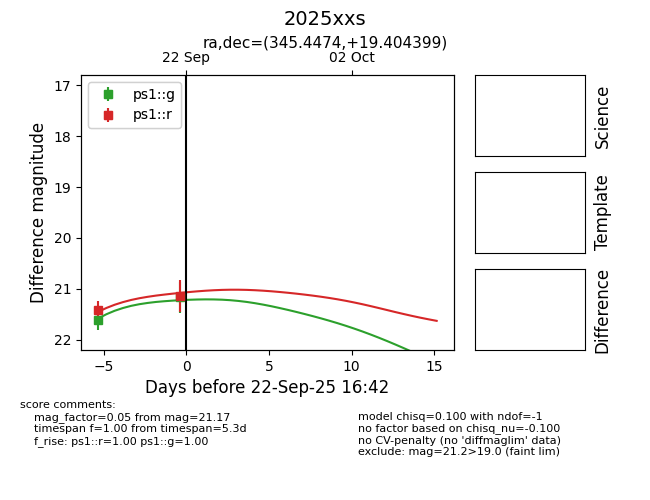 2025xxs
ra,dec=(345.4474,+19.404399)
22 Sep
02 Oct
ps1::g
ps1::r
17
18
19
20
21
22
Difference magnitude
−5
0
5
10
15
Days before 22-Sep-25 16:42
Science
Template
Difference
score comments:
mag_factor=0.05 from mag=21.17
timespan f=1.00 from timespan=5.3d
f_rise: ps1::r=1.00 ps1::g=1.00
model chisq=0.100 with ndof=-1
no factor based on chisq_nu=-0.100
no CV-penalty (no 'diffmaglim' data)
exclude: mag=21.2>19.0 (faint lim)